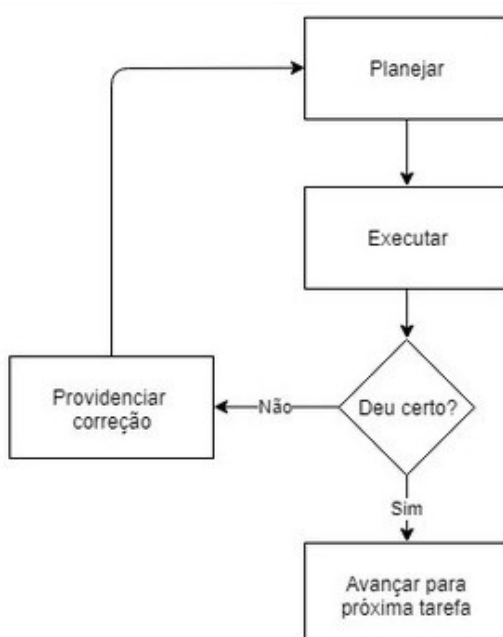 Planejar
Executar
Deu certo?
Não
Providenciar
correção
Sim
Avançar para
próxima tarefa